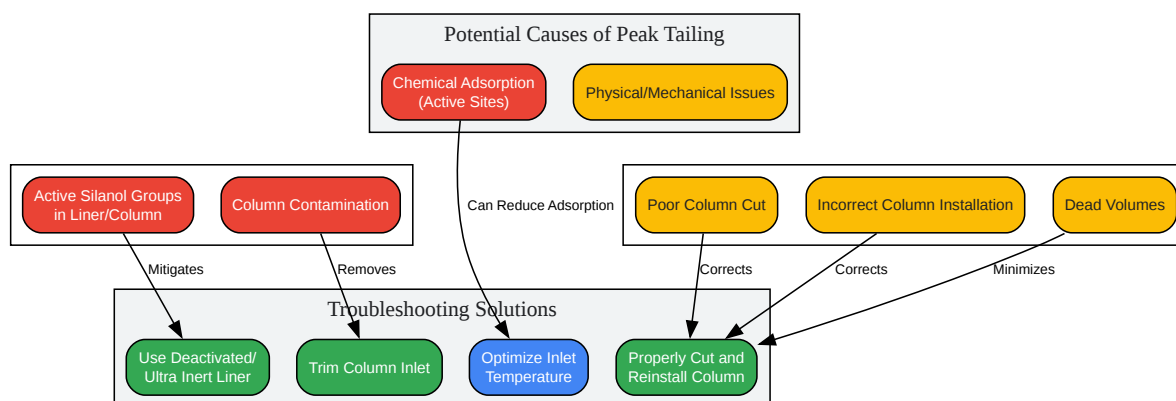 Potential Causes of Peak Tailing
Chemical Adsorption
(Active Sites)
Physical/Mechanical Issues
Active Silanol Groups
in Liner/Column
Column Contamination
Can Reduce Adsorption
Poor Column Cut
Incorrect Column Installation
Dead Volumes
Mitigates
Removes
Corrects
Corrects
Minimizes
Troubleshooting Solutions
Use Deactivated/
Ultra Inert Liner
Trim Column Inlet
Optimize Inlet
Temperature
Properly Cut and
Reinstall Column